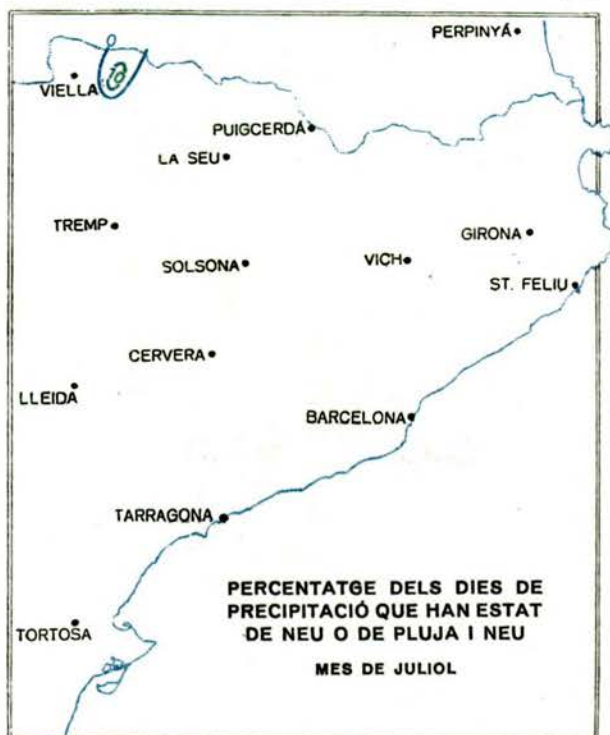 PERPINYÁ
VIELLA
PUIGCERDÁ
LA SEU
TREMP
GIRONA
SOLSONA
VICH
ST. FELIU
CERVERA
LLEIDA
BARCELONA
TARRAGONA
TORTOSA
PERCENTATGE DELS DIES DE
PRECIPITACIÓ QUE HAN ESTAT
DE NEU O DE PLUJA I NEU
MES DE JULIOL